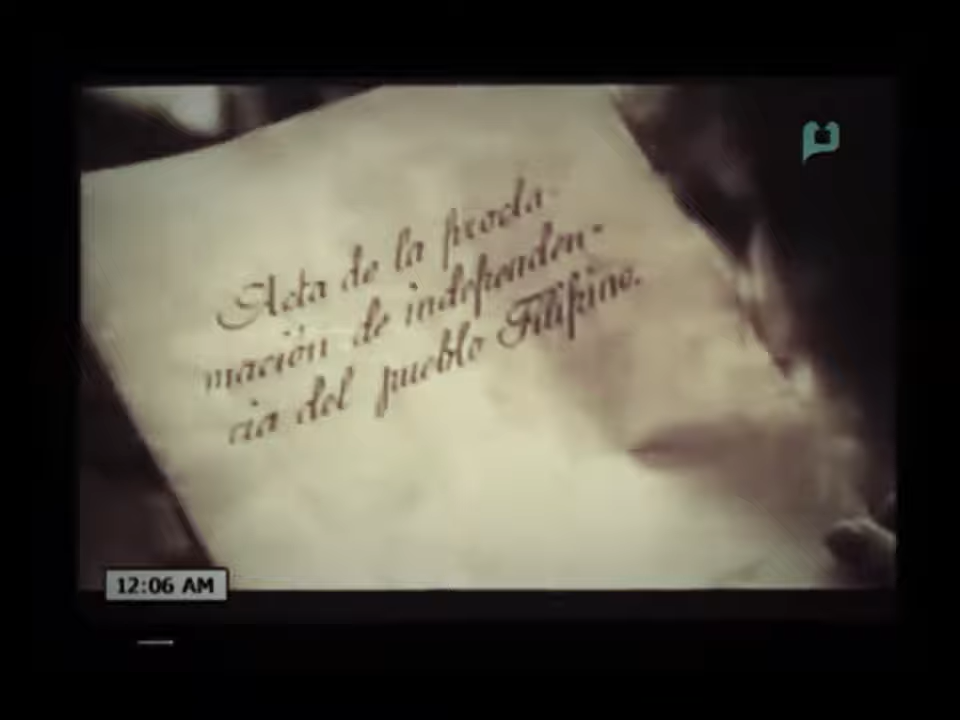 Acta de la procla-
mación de independen-
cia del pueblo Filipino.
12:06 AM